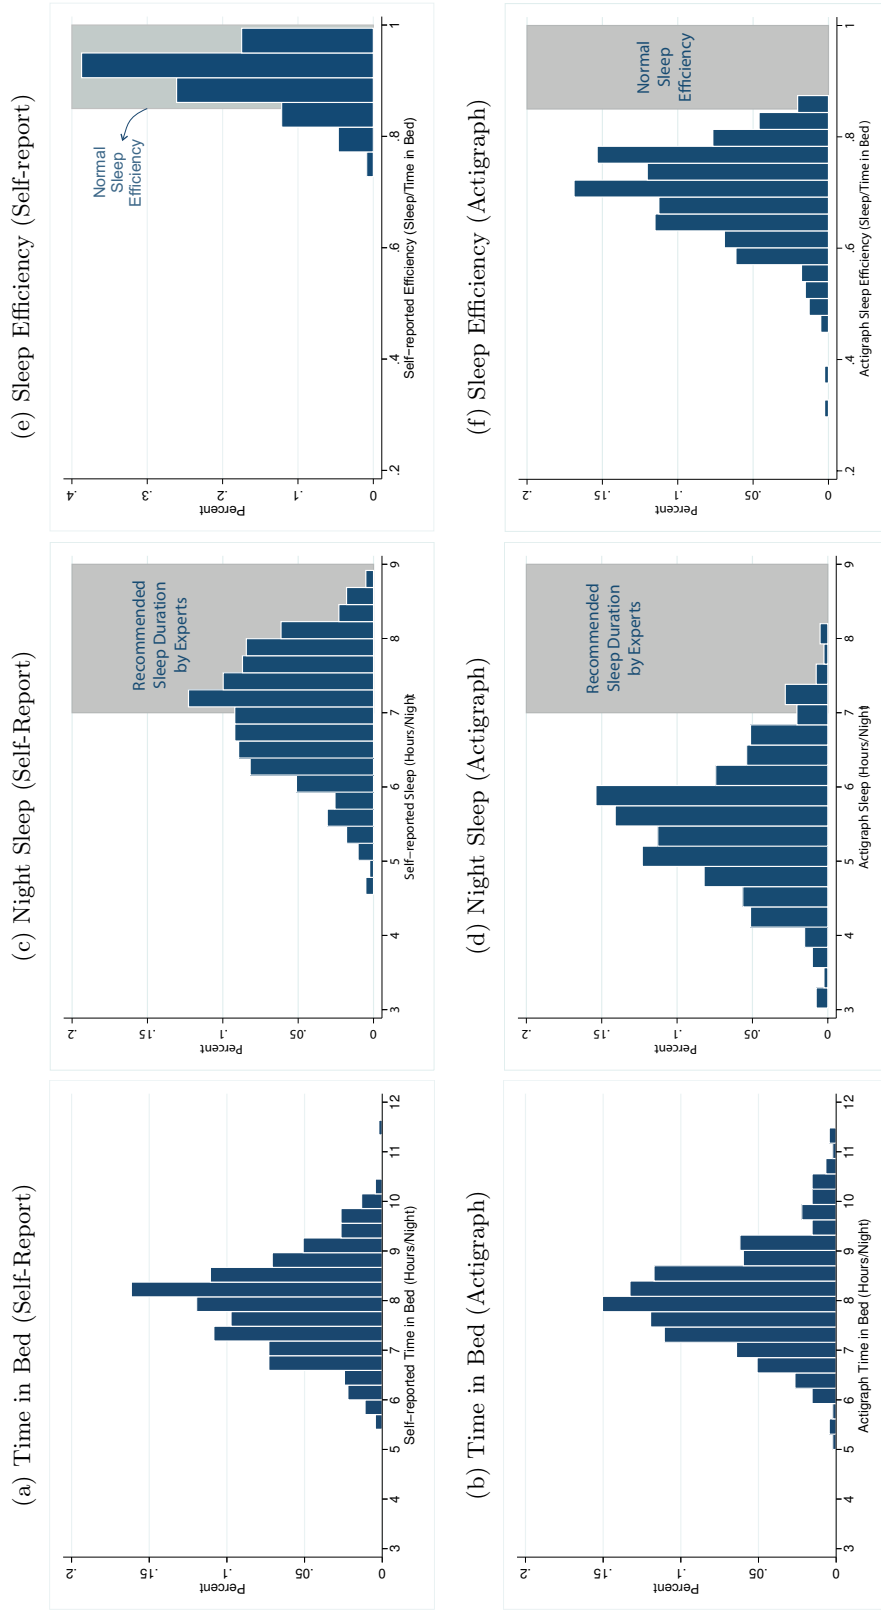 (a) Time in Bed (Self-Report)
.2
.15
.1
.05
0
Percent
3 4 5 6 7 8 9 10 11 12
Self-reported Time in Bed (Hours/Night)
(c) Night Sleep (Self-Report)
.2
.15
.1
.05
0
Percent
Recommended
Sleep Duration
by Experts
3 4 5 6 7 8 9
Self-reported Sleep (Hours/Night)
(e) Sleep Efficiency (Self-report)
.4
.3
.2
.1
0
Percent
Normal
Sleep
Efficiency
.2 .4 .6 .8 1
Self-reported Efficiency (Sleep/Time in Bed)
(b) Time in Bed (Actigraph)
.2
.15
.1
.05
0
Percent
3 4 5 6 7 8 9 10 11 12
Actigraph Time in Bed (Hours/Night)
(d) Night Sleep (Actigraph)
.2
.15
.1
.05
0
Percent
Recommended
Sleep Duration
by Experts
3 4 5 6 7 8 9
Actigraph Sleep (Hours/Night)
(f) Sleep Efficiency (Actigraph)
.2
.15
.1
.05
0
Percent
Normal
Sleep
Efficiency
.2 .4 .6 .8 1
Actigraph Sleep Efficiency (Sleep/Time in Bed)